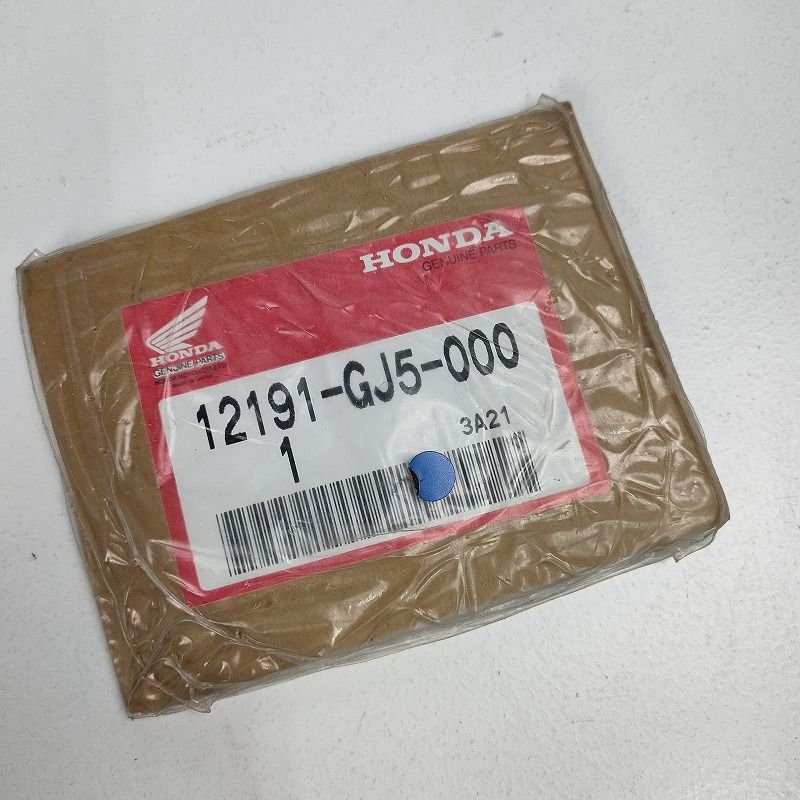 HONDA
GENUINE PARTS
HONDA
GENUINE PARTS
12191-GJ5-000
1
3A21